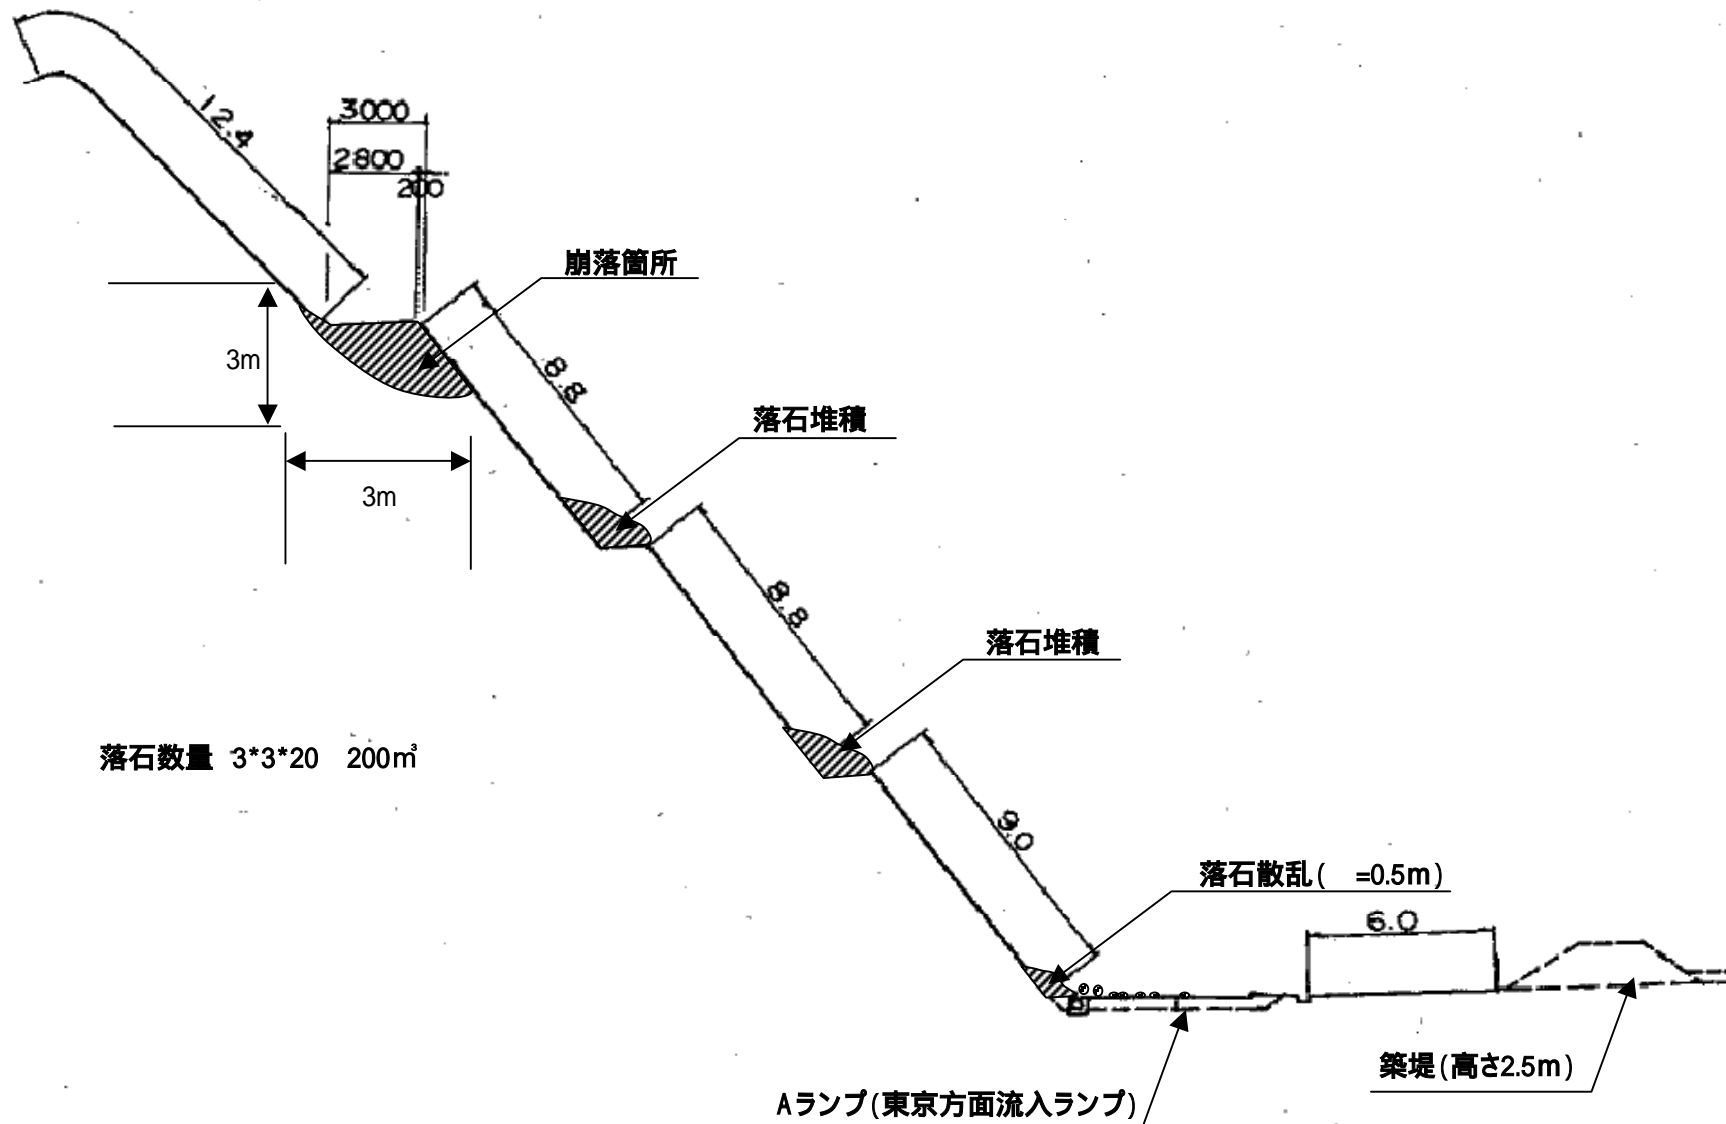 12.4
3000
2800
200
崩落箇所
3m
8.8
落石堆積
3m
8.8
落石堆積
落石数量 3*3*20 200㎥
9.0
落石散乱( =0.5m)
6.0
築堤(高さ2.5m)
Aランプ(東京方面流入ランプ)